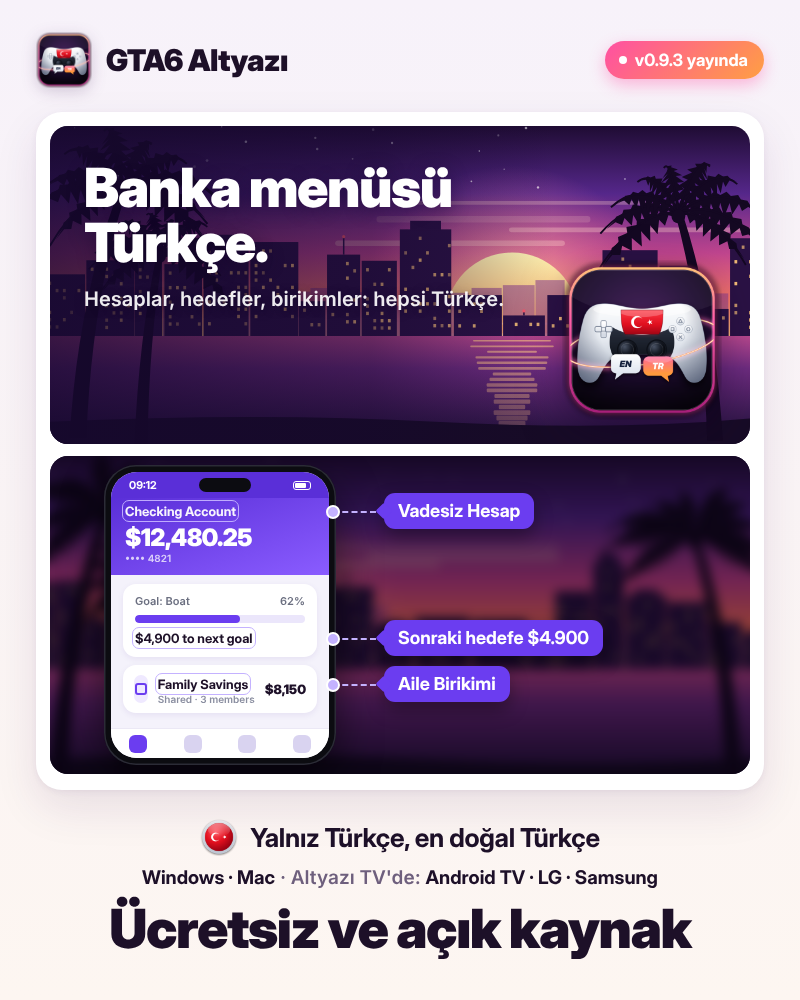 GTA6 Altyazı
v0.9.3 yayında
Banka menüsü
Türkçe.
Hesaplar, hedefler, birikimler: hepsi Türkçe.
EN
TR
09:12
Checking Account
$12,480.25
•••• 4821
Vadesiz Hesap
Goal: Boat 62%
$4,900 to next goal
Sonraki hedefe $4.900
Family Savings
Shared · 3 members
$8,150
Aile Birikimi
Yalnız Türkçe, en doğal Türkçe
Windows · Mac · Altyazı TV'de: Android TV · LG · Samsung
Ücretsiz ve açık kaynak